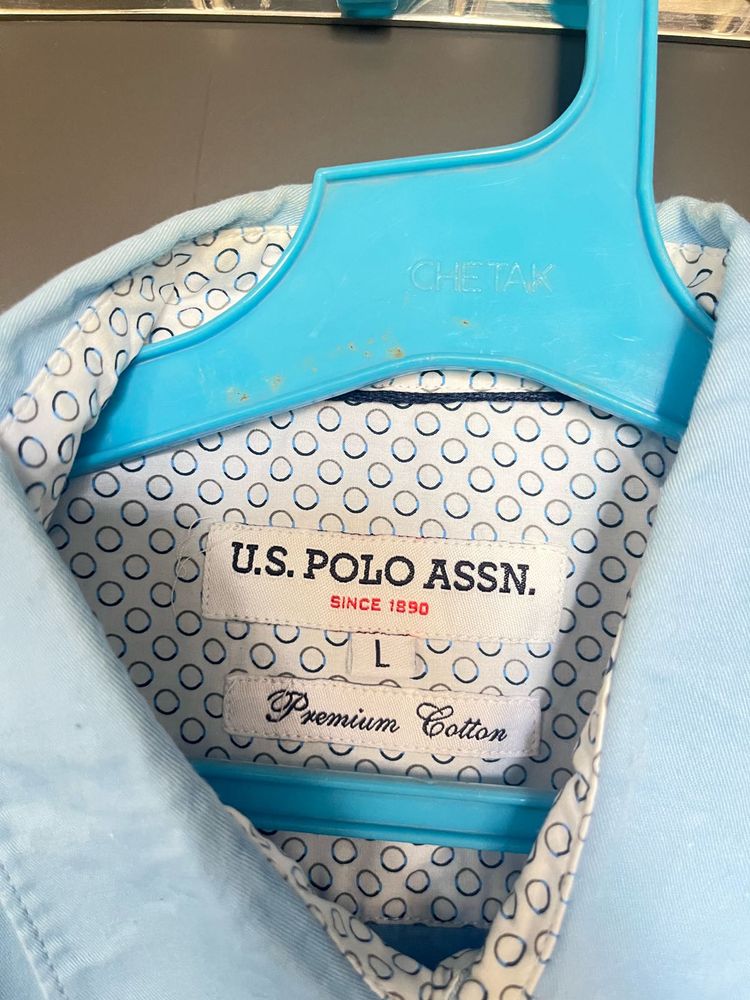 CHETAK
U.S. POLO ASSN.
SINCE 1890
L
Premium Cotton